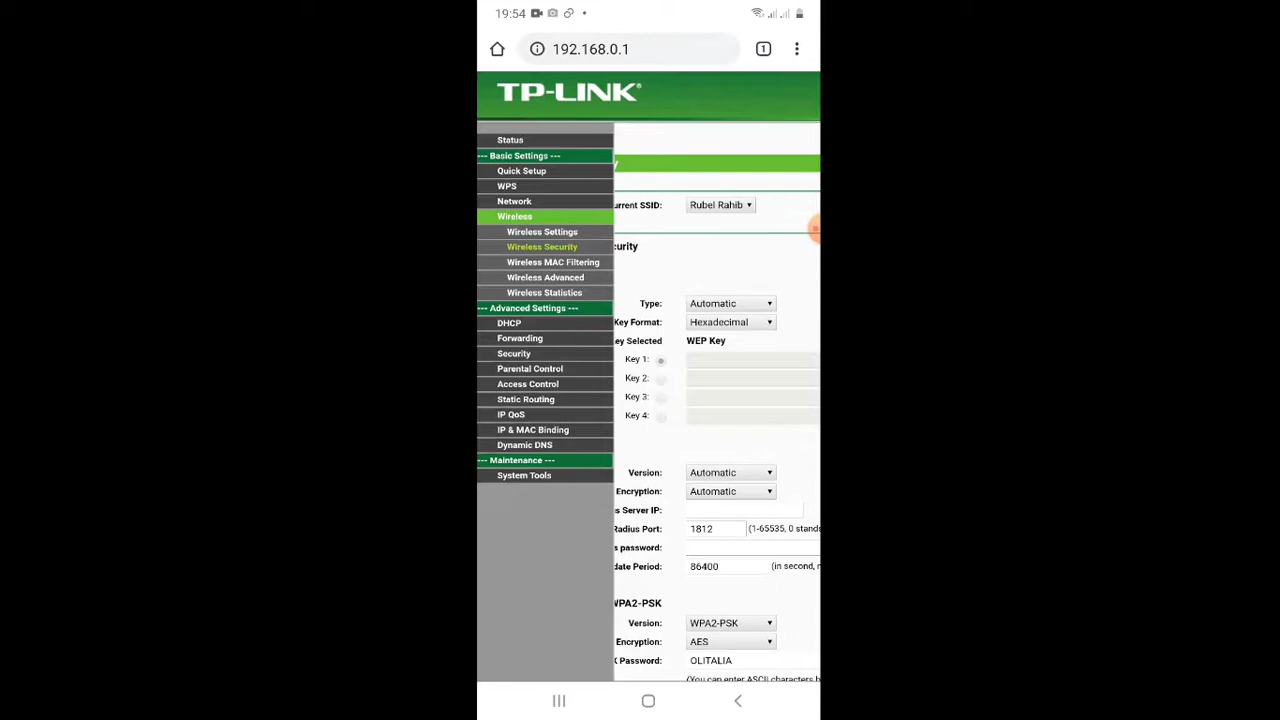 19:54
192.168.0.1
1
TP-LINK®
Status
--- Basic Settings ---
Quick Setup
WPS
Network
Wireless
Wireless Settings
Wireless Security
Wireless MAC Filtering
Wireless Advanced
Wireless Statistics
--- Advanced Settings ---
DHCP
Forwarding
Security
Parental Control
Access Control
Static Routing
IP QoS
IP & MAC Binding
Dynamic DNS
--- Maintenance ---
System Tools
y
urrent SSID: Rubel Rahib
curity
Type: Automatic
Key Format: Hexadecimal
ey Selected WEP Key
Key 1:
Key 2:
Key 3:
Key 4:
Version: Automatic
Encryption: Automatic
s Server IP:
Radius Port: 1812 (1-65535, 0 stands
s password:
date Period: 86400 (in second, m
WPA2-PSK
Version: WPA2-PSK
Encryption: AES
K Password: OLITALIA
(You can enter ASCII characters b